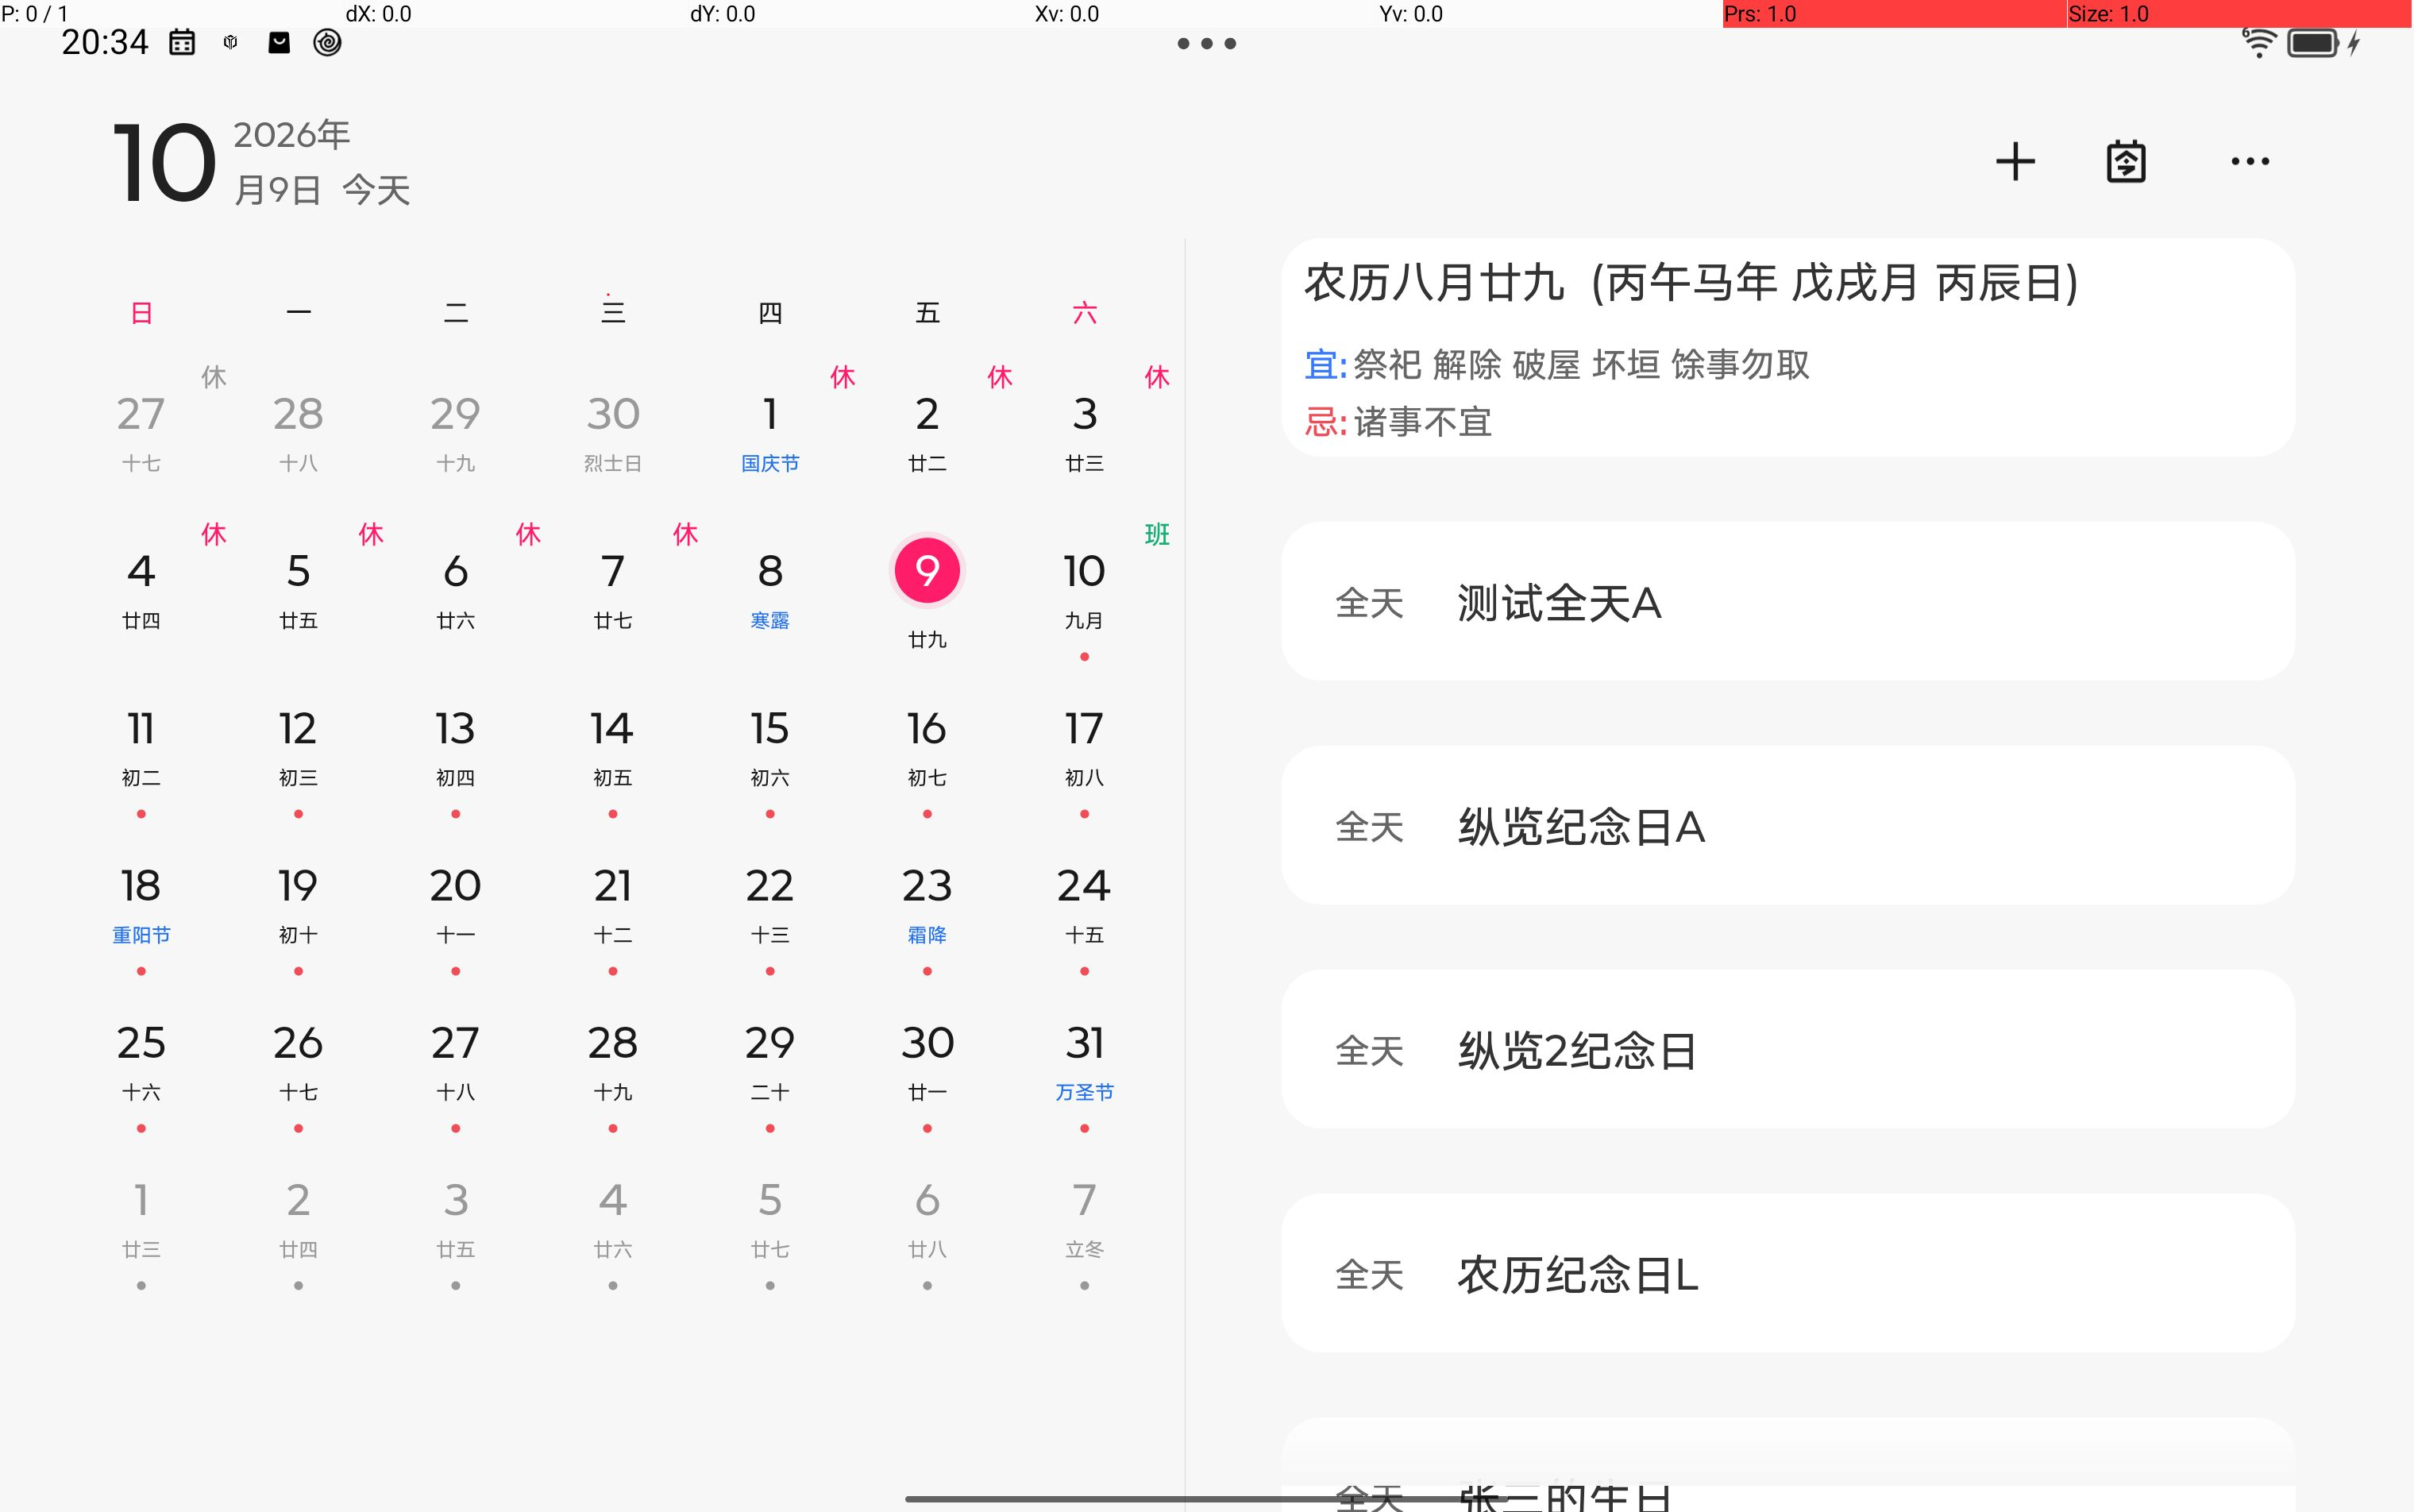 P: 0 / 1 dX: 0.0 dY: 0.0 Xv: 0.0 Yv: 0.0 Prs: 1.0 Size: 1.0
20:34
6
10 2026年
月9日 今天
今
日 一 二 三 四 五 六
休 休 休 休
27 28 29 30 1 2 3
十七 十八 十九 烈士日 国庆节 廿二 廿三
休 休 休 休 班
4 5 6 7 8 9 10
廿四 廿五 廿六 廿七 寒露 廿九 九月
11 12 13 14 15 16 17
初二 初三 初四 初五 初六 初七 初八
18 19 20 21 22 23 24
重阳节 初十 十一 十二 十三 霜降 十五
25 26 27 28 29 30 31
十六 十七 十八 十九 二十 廿一 万圣节
1 2 3 4 5 6 7
廿三 廿四 廿五 廿六 廿七 廿八 立冬
农历八月廿九 (丙午马年 戊戌月 丙辰日)
宜: 祭祀 解除 破屋 坏垣 馀事勿取
忌: 诸事不宜
全天 测试全天A
全天 纵览纪念日A
全天 纵览2纪念日
全天 农历纪念日L
全天 张三的生日